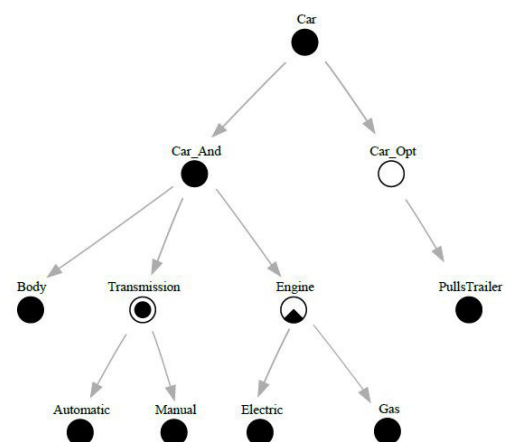 Car
Car_And
Car_Opt
Body
Transmission
Engine
PullsTrailer
Automatic
Manual
Electric
Gas